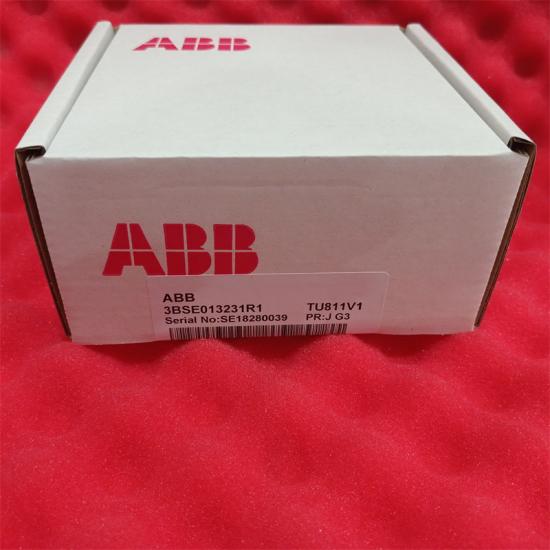 ABB
ABB
ABB
3BSE013231R1 TU811V1
Serial No:SE18280039 PR:J G3